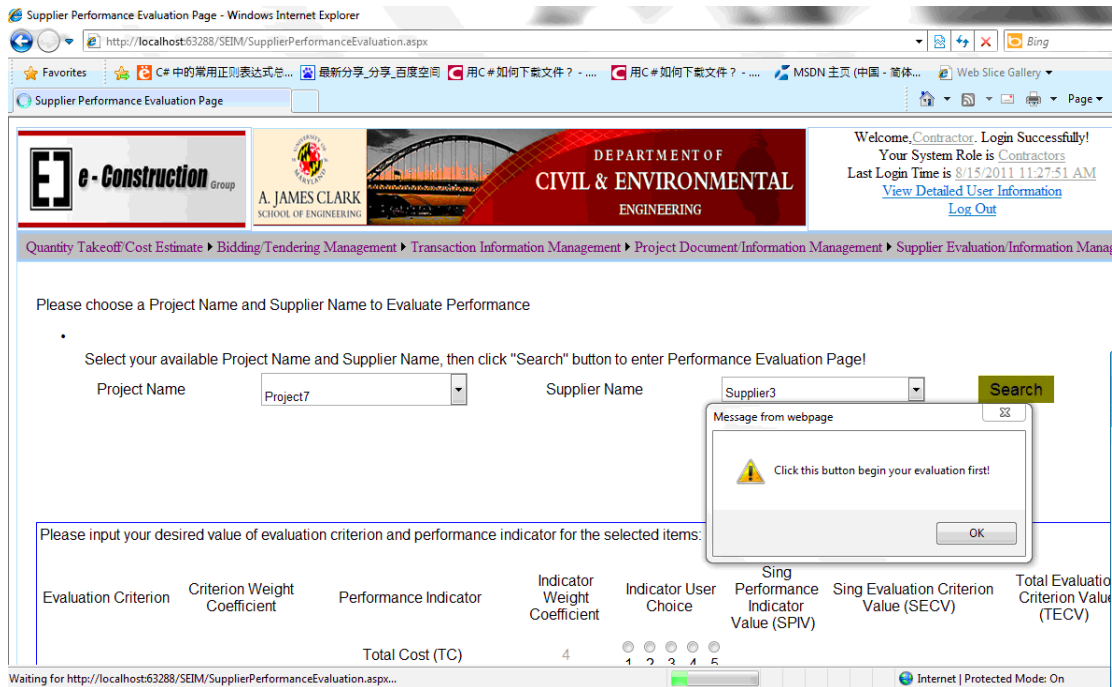 Supplier Performance Evaluation Page - Windows Internet Explorer
http://localhost:63288/SEIM/SupplierPerformanceEvaluation.aspx
Bing
Favorites C# 中的常用正则表达式总... 最新分享_分享_百度空间 用C#如何下载文件？ - .... 用C#如何下载文件？ - .... MSDN 主页 (中国 - 简体... Web Slice Gallery
Supplier Performance Evaluation Page
Page
e - Construction Group
UNIVERSITY OF
MARYLAND
A. JAMES CLARK
SCHOOL OF ENGINEERING
DEPARTMENT OF
CIVIL & ENVIRONMENTAL
ENGINEERING
Welcome,Contractor. Login Successfully!
Your System Role is Contractors
Last Login Time is 8/15/2011 11:27:51 AM
View Detailed User Information
Log Out
Quantity Takeoff/Cost Estimate Bidding/Tendering Management Transaction Information Management Project Document/Information Management Supplier Evaluation/Information Manag
Please choose a Project Name and Supplier Name to Evaluate Performance
Select your available Project Name and Supplier Name, then click "Search" button to enter Performance Evaluation Page!
Project Name Project7 Supplier Name Supplier3 Search
Message from webpage
Click this button begin your evaluation first!
OK
Please input your desired value of evaluation criterion and performance indicator for the selected items:
Evaluation Criterion
Criterion Weight
Coefficient
Performance Indicator
Indicator
Weight
Coefficient
Indicator User
Choice
Sing
Performance
Indicator
Value (SPIV)
Sing Evaluation Criterion
Value (SECV)
Total Evaluatio
Criterion Value
(TECV)
Total Cost (TC) 4
1 2 3 4 5
Waiting for http://localhost:63288/SEIM/SupplierPerformanceEvaluation.aspx... Internet | Protected Mode: On